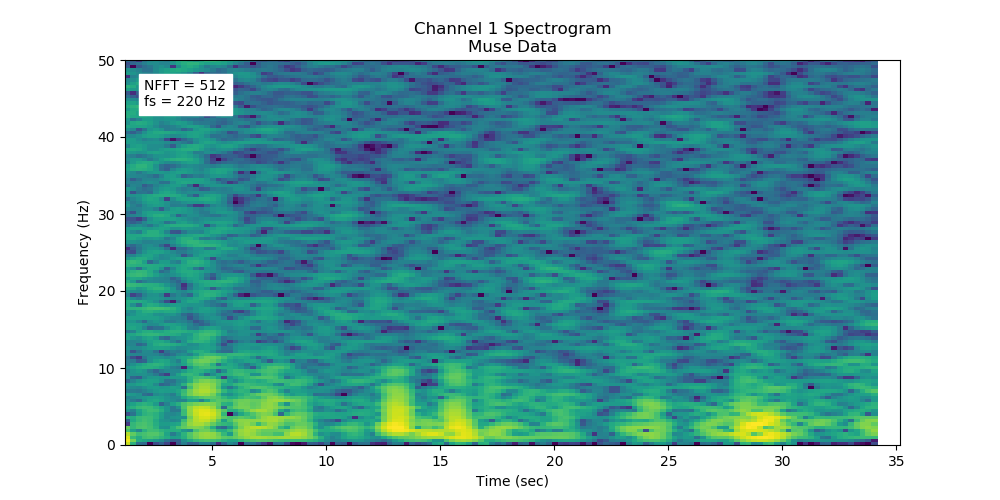 Channel 1 Spectrogram
Muse Data
NFFT = 512
fs = 220 Hz
50
40
30
20
10
0
Frequency (Hz)
5
10
15
20
25
30
35
Time (sec)